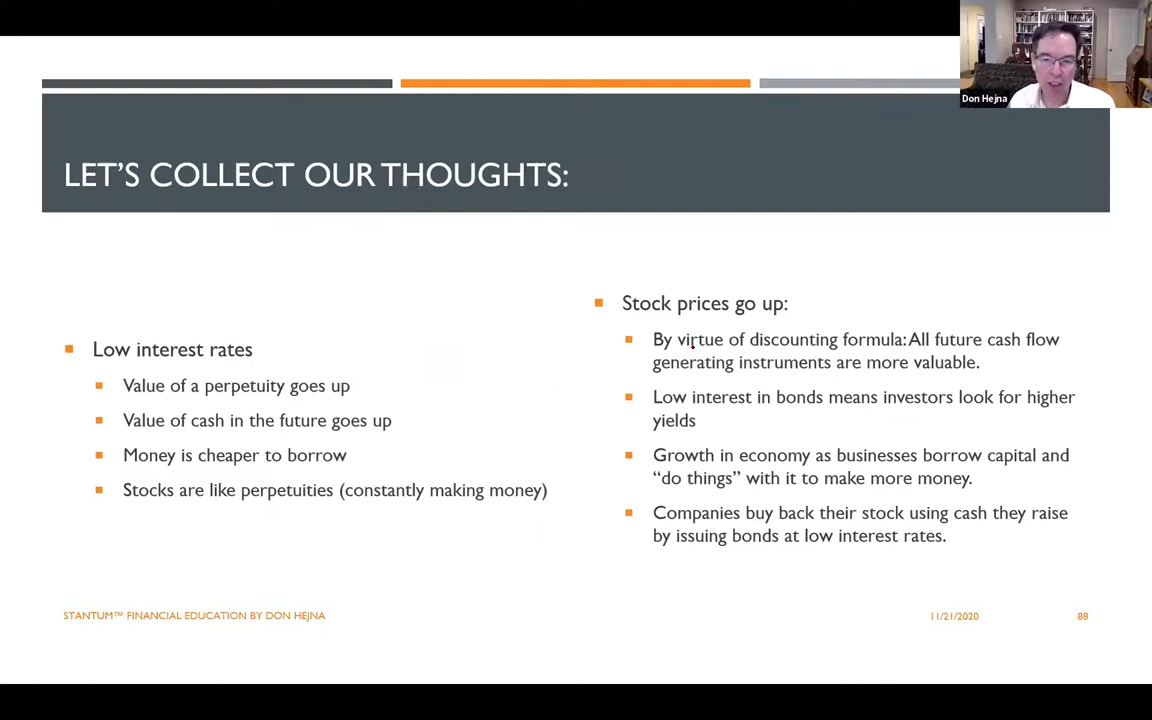 Don Hejna
LET'S COLLECT OUR THOUGHTS:
Low interest rates
Value of a perpetuity goes up
Value of cash in the future goes up
Money is cheaper to borrow
Stocks are like perpetuities (constantly making money)
Stock prices go up:
By virtue of discounting formula: All future cash flow
generating instruments are more valuable.
Low interest in bonds means investors look for higher
yields
Growth in economy as businesses borrow capital and
“do things” with it to make more money.
Companies buy back their stock using cash they raise
by issuing bonds at low interest rates.
STANTUM™ FINANCIAL EDUCATION BY DON HEJNA
11/21/2020
88